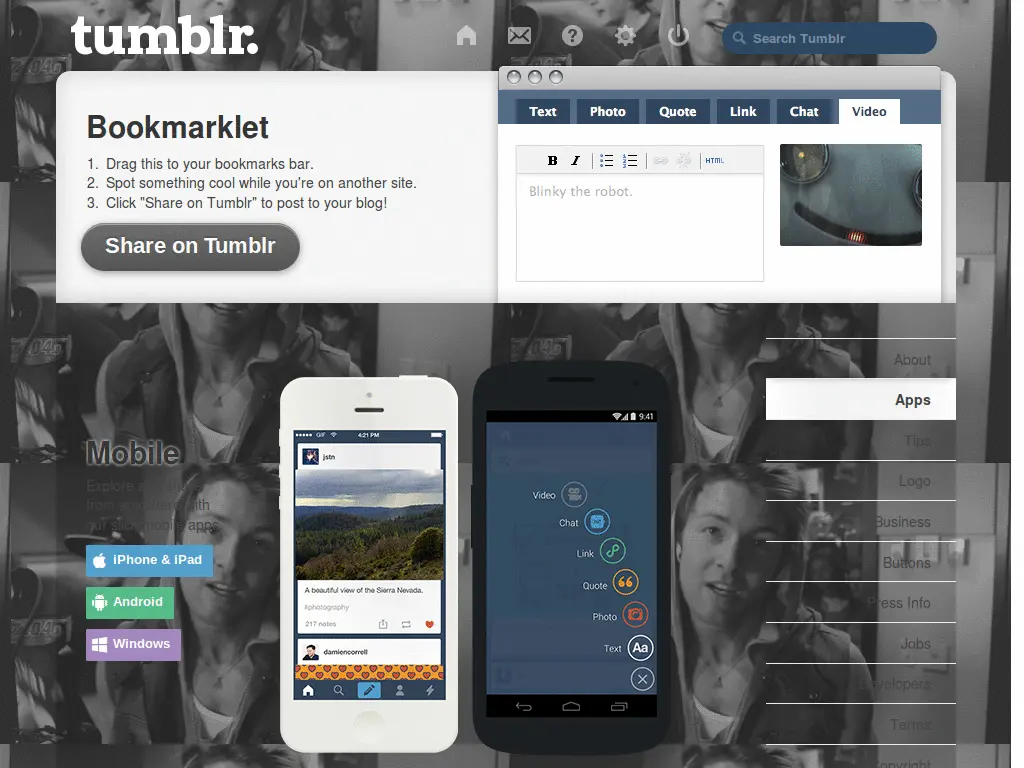 tumblr.
Search Tumblr
Bookmarklet
1. Drag this to your bookmarks bar.
2. Spot something cool while you're on another site.
3. Click "Share on Tumblr" to post to your blog!
Share on Tumblr
Text Photo Quote Link Chat Video
B I HTML
Blinky the robot.
About
Apps
Tips
Logo
Business
Buttons
Press Info
Jobs
Developers
Terms
Copyright
Mobile
Explore
from anywhere with
our slick mobile apps
iPhone & iPad
Android
Windows
GIF 4:21 PM
jstn
A beautiful view of the Sierra Nevada.
#photography
217 notes
damiencorrell
9:41
Video
Chat
Link
Quote
Photo
Text Aa